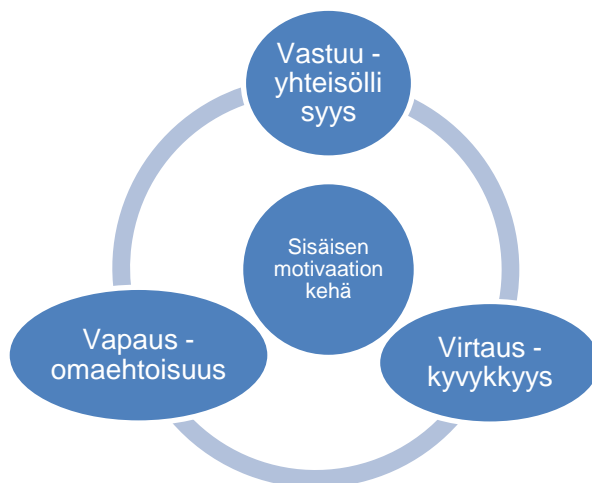 Vastuu -
yhteisölli
syys
Sisäisen
motivaation
kehä
Vapaus -
omaehtoisuus
Virtaus -
kyvykkyys